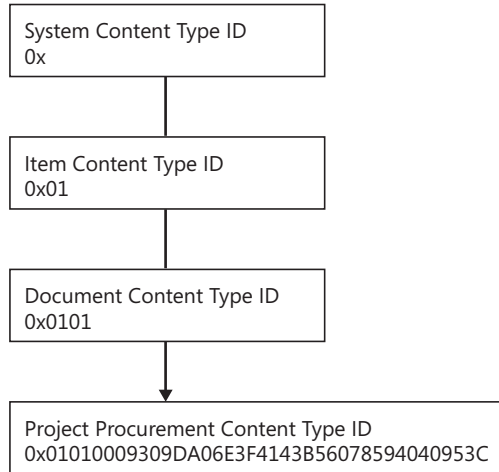 System Content Type ID
0x
Item Content Type ID
0x01
Document Content Type ID
0x0101
Project Procurement Content Type ID
0x01010009309DA06E3F4143B56078594040953C